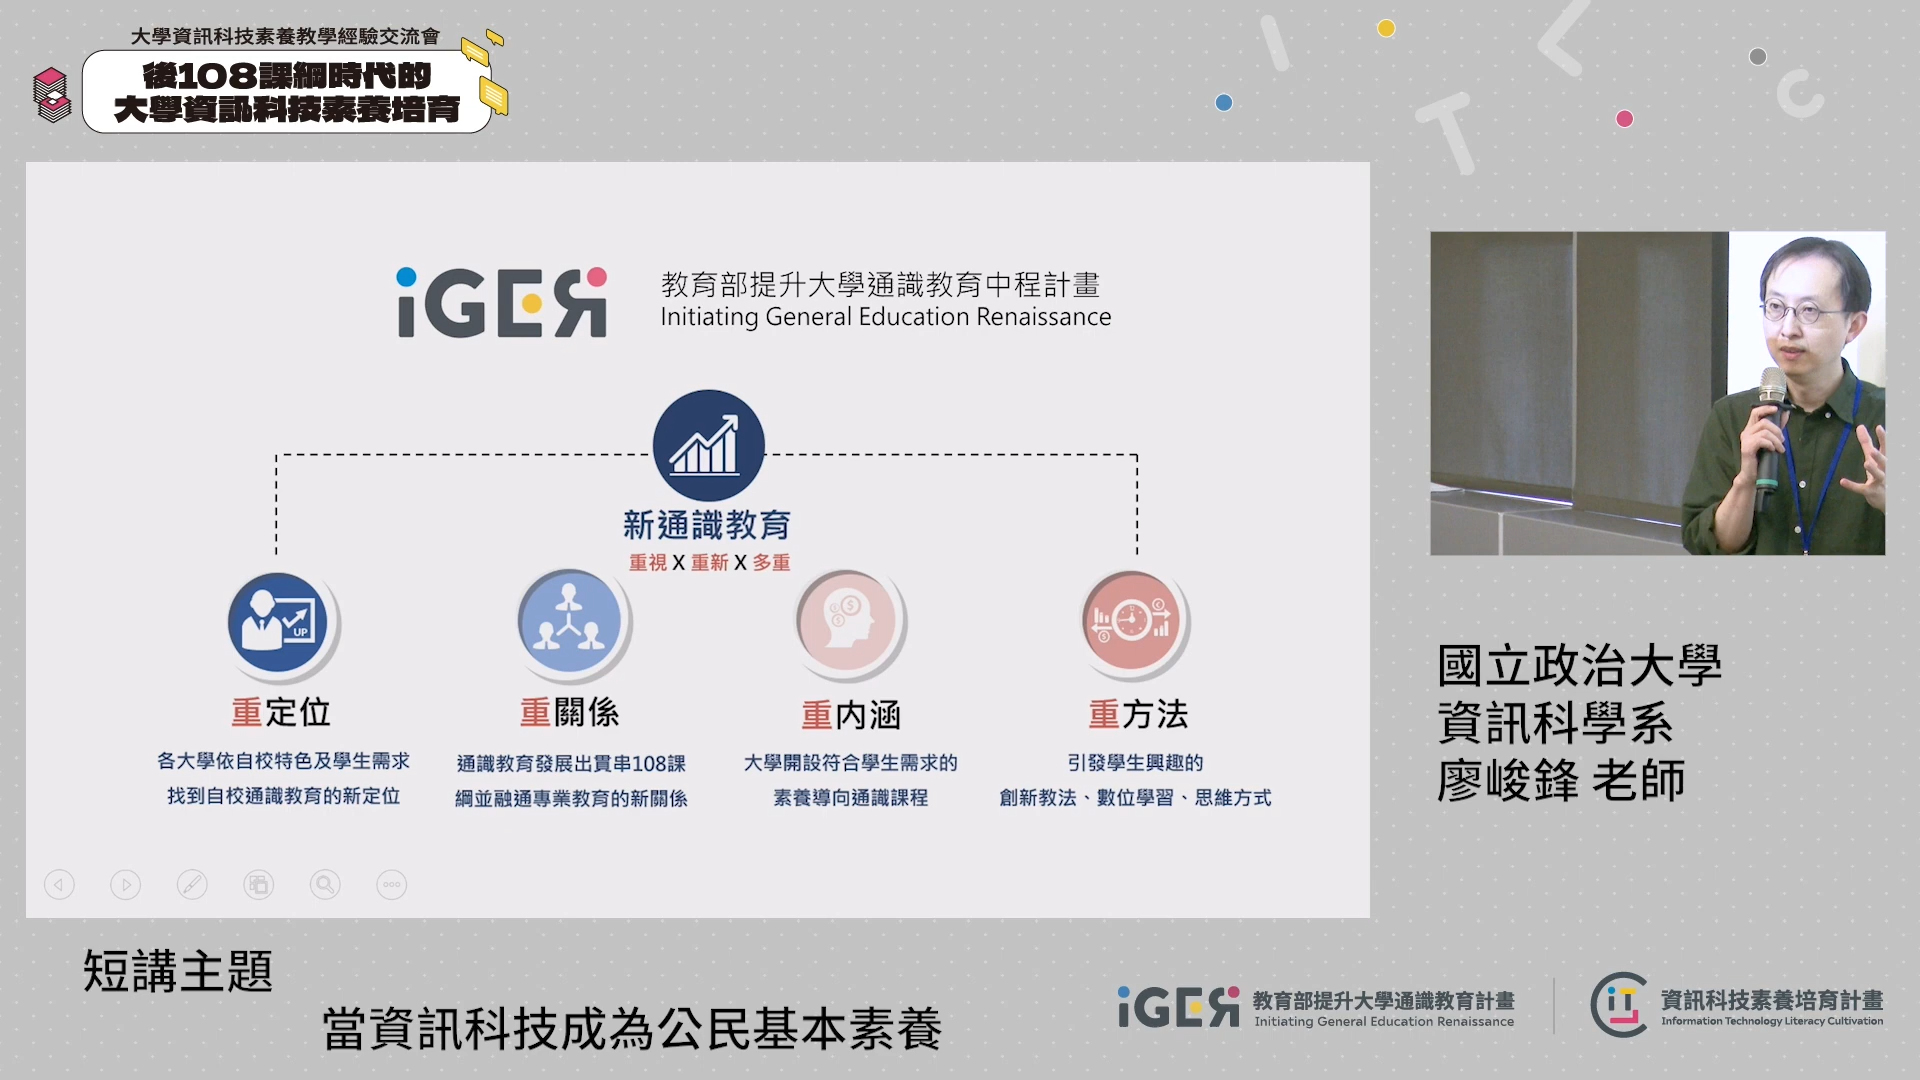 大學資訊科技素養教學經驗交流會
後108課綱時代的
大學資訊科技素養培育
iGER
教育部提升大學通識教育中程計畫
Initiating General Education Renaissance
新通識教育
重視 X 重新 X 多重
UP
重定位
各大學依自校特色及學生需求
找到自校通識教育的新定位
重關係
通識教育發展出貫串108課
綱並融通專業教育的新關係
重內涵
大學開設符合學生需求的
素養導向通識課程
重方法
引發學生興趣的
創新教法、數位學習、思維方式
國立政治大學
資訊科學系
廖峻鋒 老師
短講主題
當資訊科技成為公民基本素養
iGER
教育部提升大學通識教育計畫
Initiating General Education Renaissance
資訊科技素養培育計畫
Information Technology Literacy Cultivation